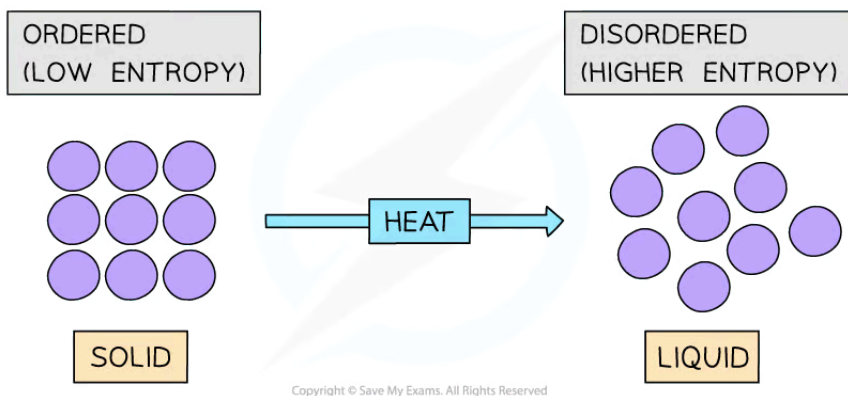 ORDERED
(LOW ENTROPY)
DISORDERED
(HIGHER ENTROPY)
HEAT
SOLID
LIQUID
Copyright © Save My Exams. All Rights Reserved